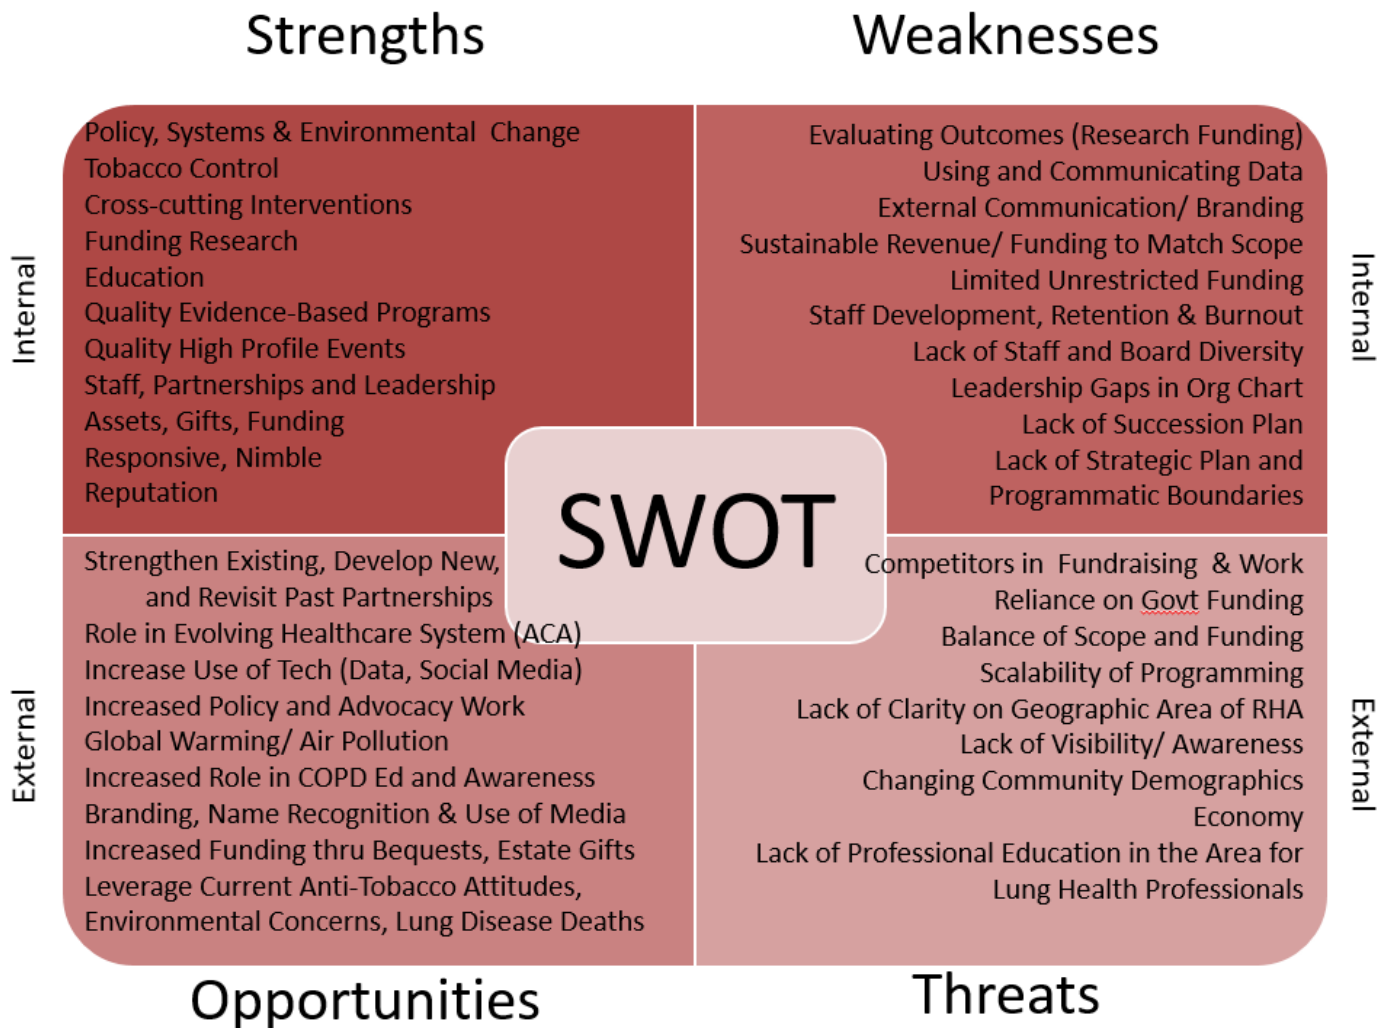 Strengths
Weaknesses
Internal
Policy, Systems & Environmental Change
Tobacco Control
Cross-cutting Interventions
Funding Research
Education
Quality Evidence-Based Programs
Quality High Profile Events
Staff, Partnerships and Leadership
Assets, Gifts, Funding
Responsive, Nimble
Reputation
Evaluating Outcomes (Research Funding)
Using and Communicating Data
External Communication/ Branding
Sustainable Revenue/ Funding to Match Scope
Limited Unrestricted Funding
Staff Development, Retention & Burnout
Lack of Staff and Board Diversity
Leadership Gaps in Org Chart
Lack of Succession Plan
Lack of Strategic Plan and
Programmatic Boundaries
Internal
SWOT
External
Strengthen Existing, Develop New,
and Revisit Past Partnerships
Role in Evolving Healthcare System (ACA)
Increase Use of Tech (Data, Social Media)
Increased Policy and Advocacy Work
Global Warming/ Air Pollution
Increased Role in COPD Ed and Awareness
Branding, Name Recognition & Use of Media
Increased Funding thru Bequests, Estate Gifts
Leverage Current Anti-Tobacco Attitudes,
Environmental Concerns, Lung Disease Deaths
Competitors in Fundraising & Work
Reliance on Govt Funding
Balance of Scope and Funding
Scalability of Programming
Lack of Clarity on Geographic Area of RHA
Lack of Visibility/ Awareness
Changing Community Demographics
Economy
Lack of Professional Education in the Area for
Lung Health Professionals
External
Opportunities
Threats